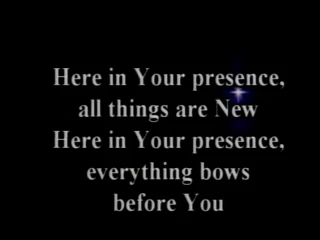 Here in Your presence,
all things are New
Here in Your presence,
everything bows
before You